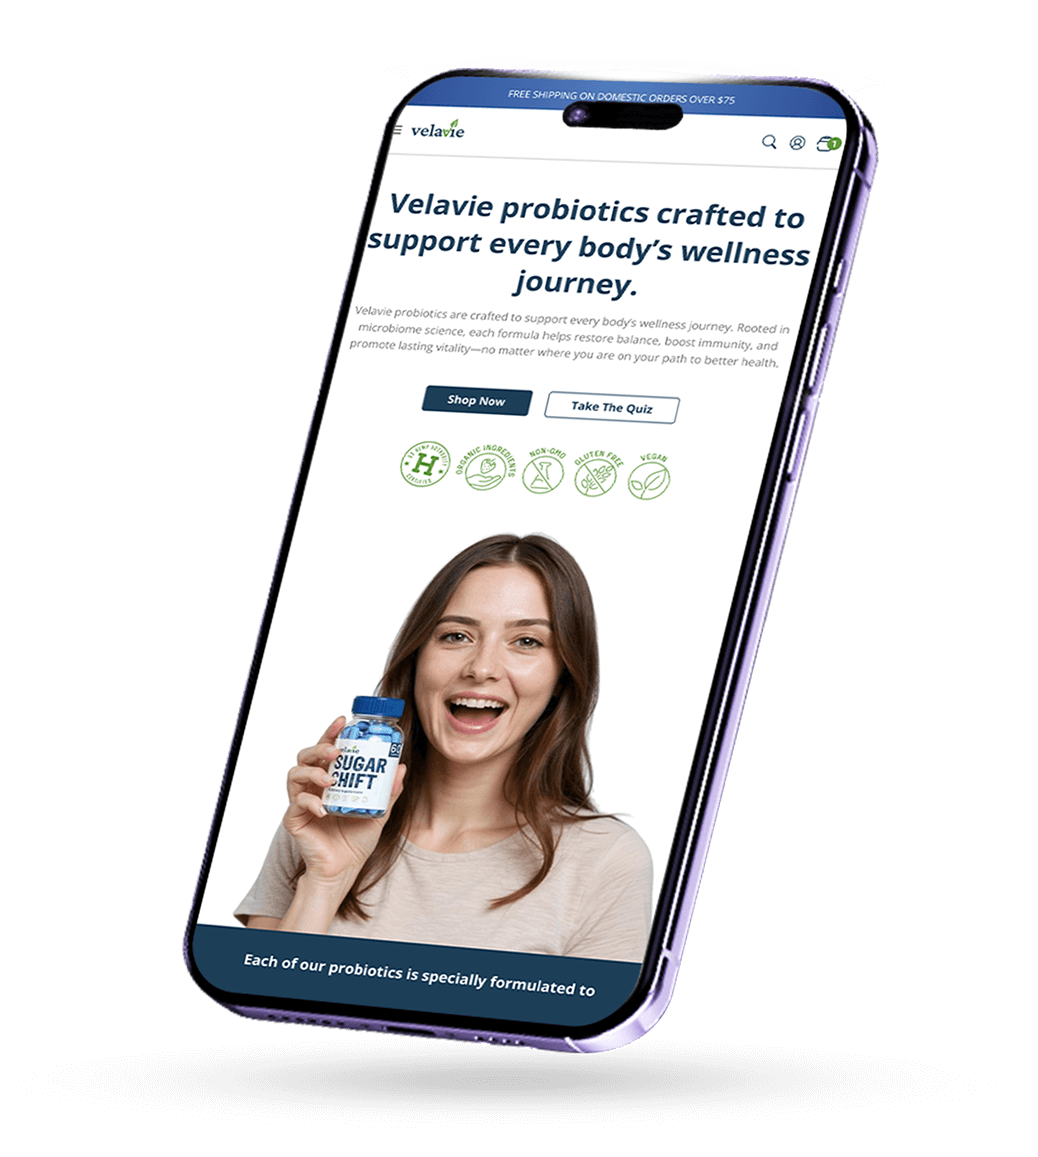 FREE SHIPPING ON DOMESTIC ORDERS OVER $75
velavie
1
Velavie probiotics crafted to
support every body's wellness
journey.
Velavie probiotics are crafted to support every body's wellness journey. Rooted in
microbiome science, each formula helps restore balance, boost immunity, and
promote lasting vitality—no matter where you are on your path to better health.
Shop Now
Take The Quiz
H
CERTIFIED
ORGANIC INGREDIENTS
NON-GMO
GLUTEN FREE
VEGAN
velavie
60
SUGAR
SHIFT
Each of our probiotics is specially formulated to